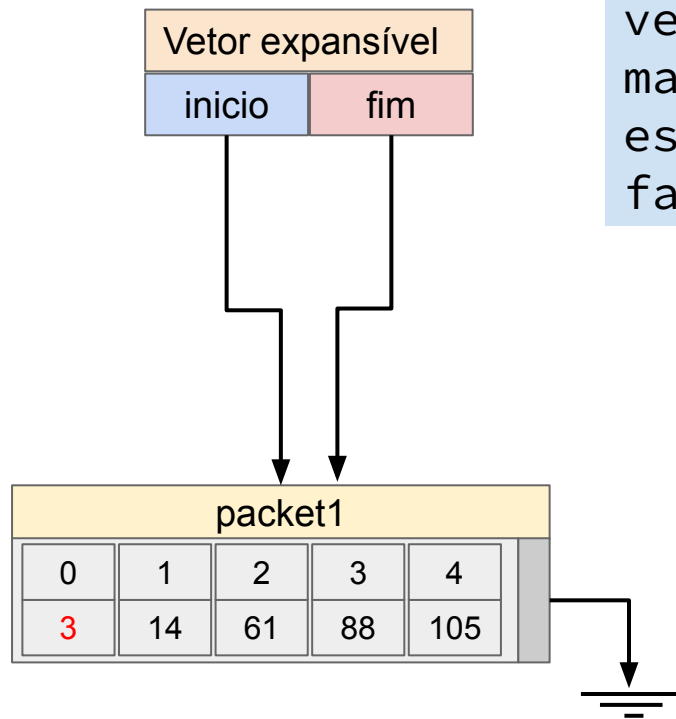 Vetor expansível
inicio fim
ve
ma
es
fa
packet1
0 1 2 3 4
3 14 61 88 105